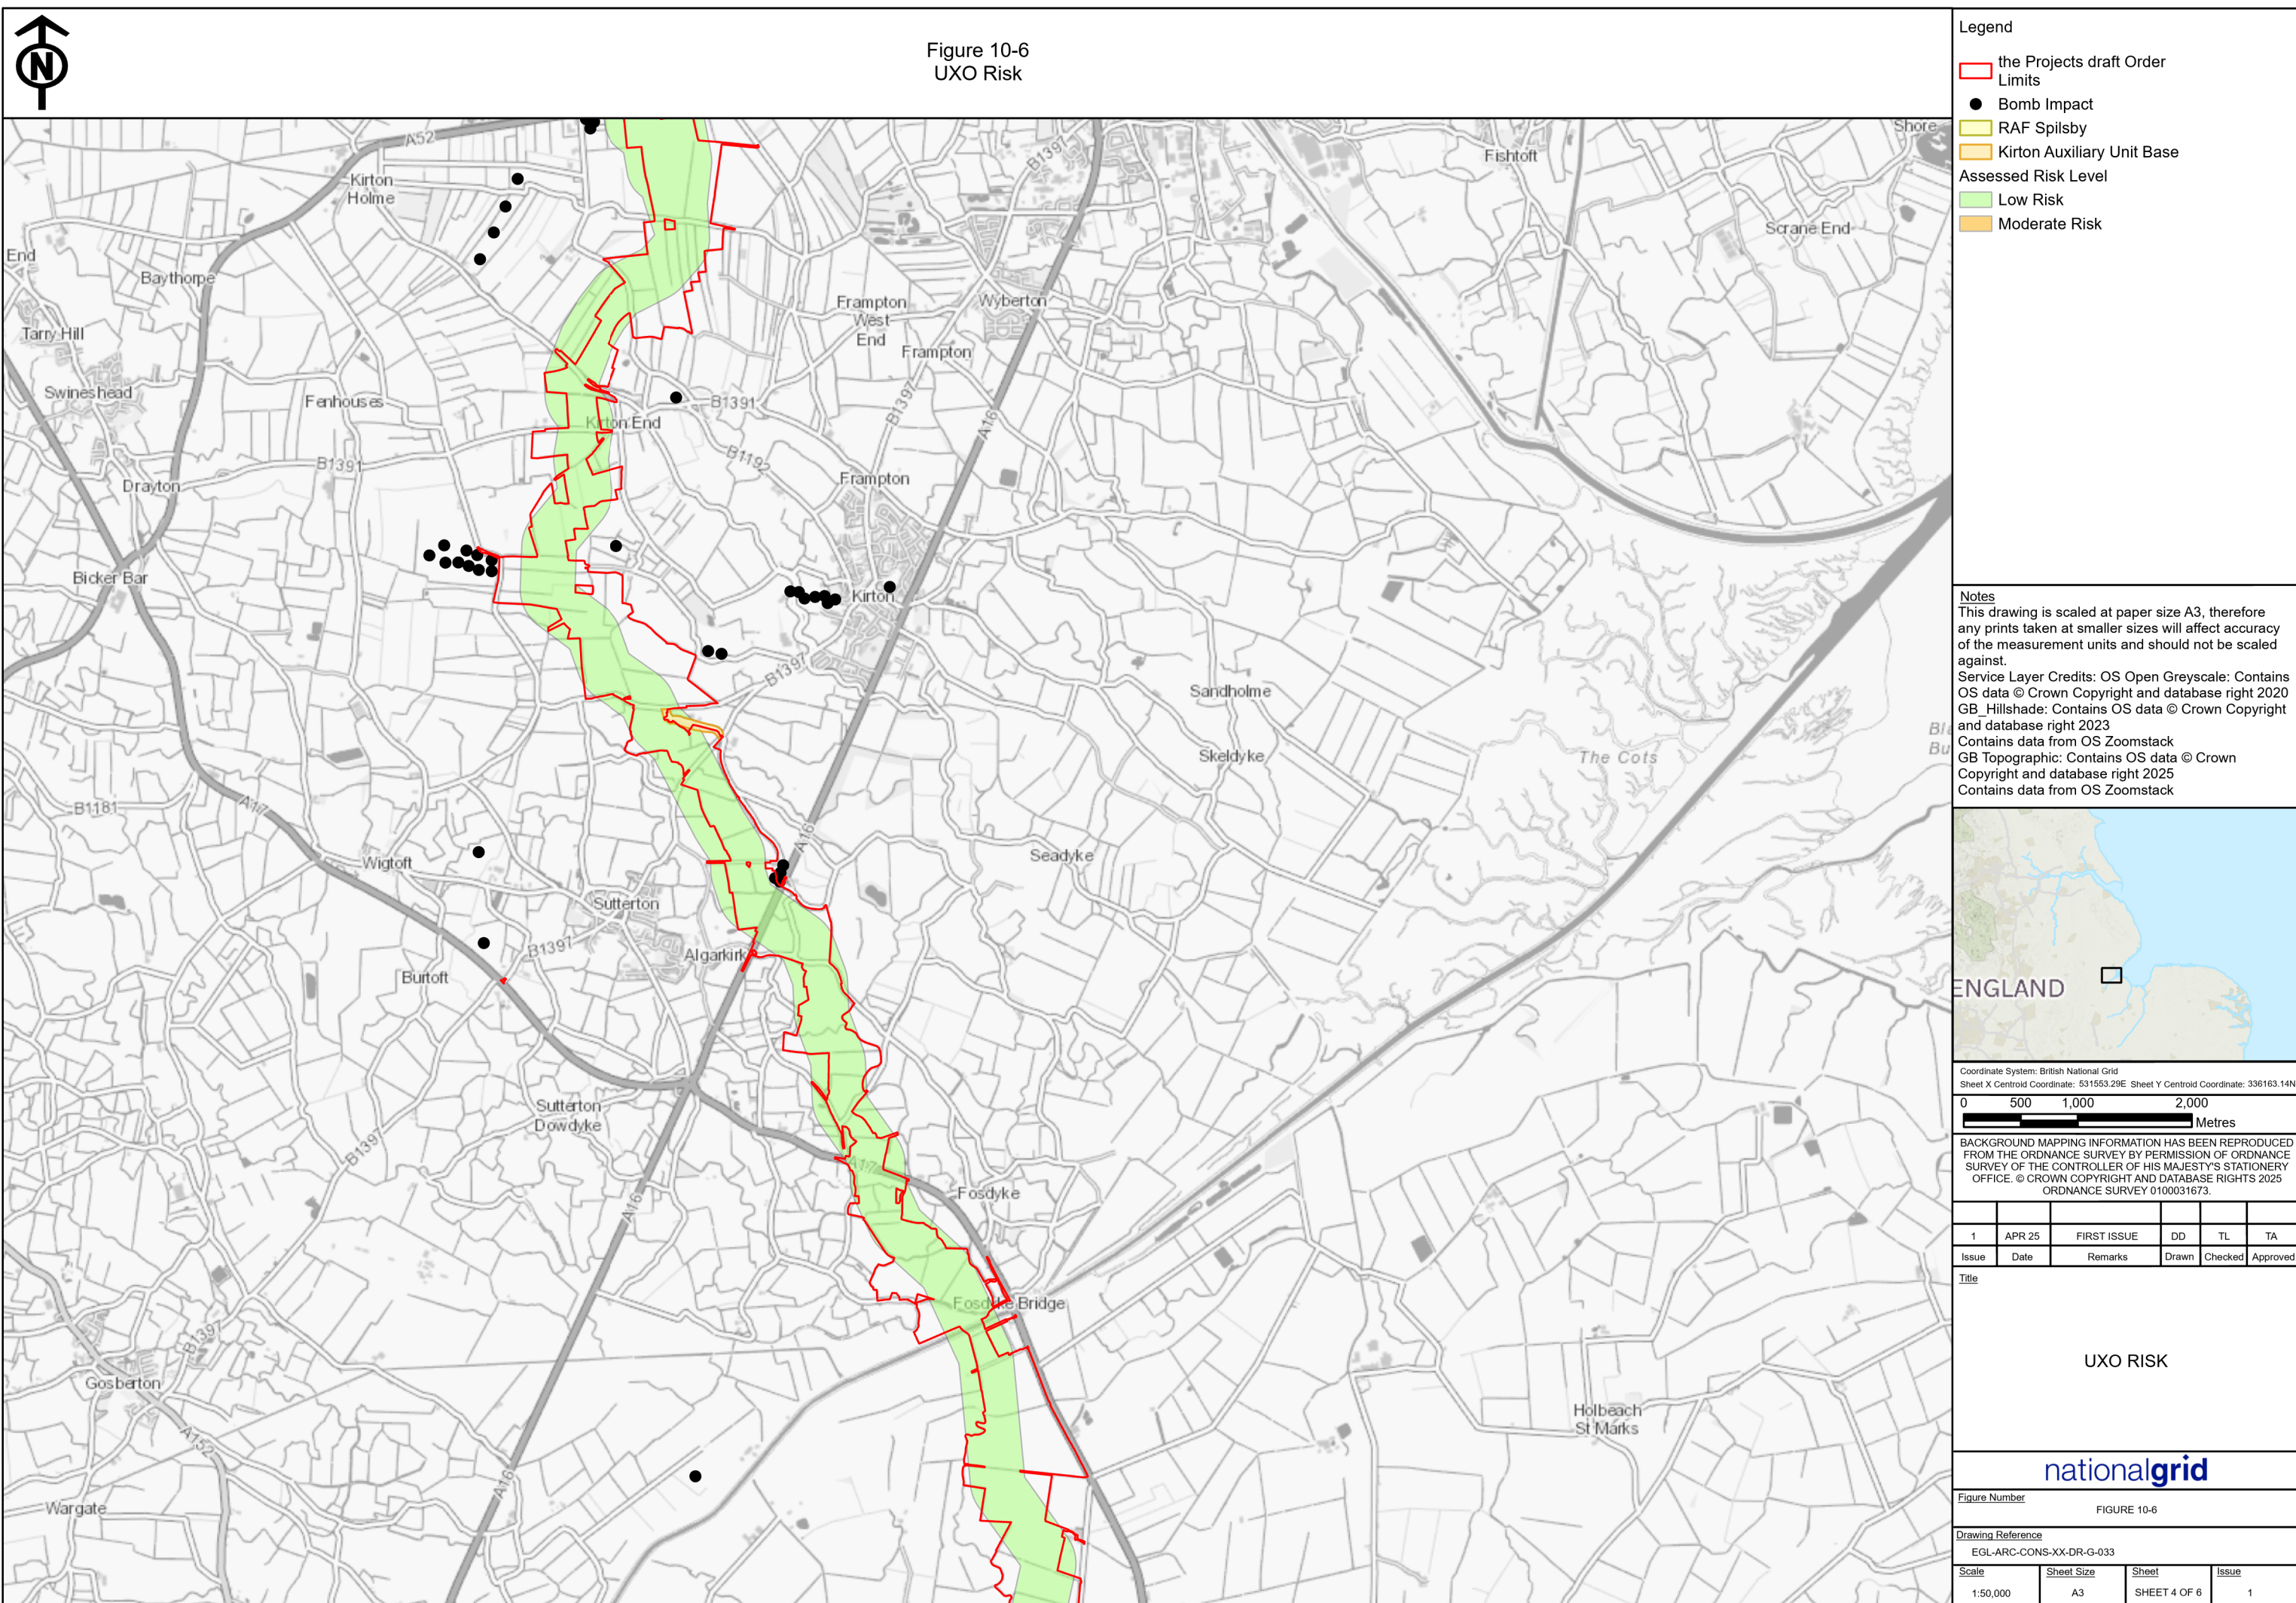 N
Figure 10-6
UXO Risk
A52
Kirton
Holme
B1397
Fishtoft
Shore
Scrane End
End
Baythorpe
Frampton
West
End
Wyberton
Tarry Hill
Frampton
Swineshead
Fenhouses
B1391
B1397
A16
Kirton End
B1192
B1391
Drayton
Frampton
Bicker Bar
Kirton
B1397
Sandholme
Skeldyke
The Cots
B1181
A17
A16
Wigtoft
Seadyke
Sutterton
B1397
Algarkirk
Burtoft
Sutterton
Dowdyke
B1397
A17
A16
Fosdyke
Fosdyke Bridge
B1397
Gosberton
A152
Holbeach
St Marks
A16
Wargate
Legend
the Projects draft Order
Limits
Bomb Impact
RAF Spilsby
Kirton Auxiliary Unit Base
Assessed Risk Level
Low Risk
Moderate Risk
Notes
This drawing is scaled at paper size A3, therefore
any prints taken at smaller sizes will affect accuracy
of the measurement units and should not be scaled
against.
Service Layer Credits: OS Open Greyscale: Contains
OS data © Crown Copyright and database right 2020
GB_Hillshade: Contains OS data © Crown Copyright
and database right 2023
Contains data from OS Zoomstack
GB Topographic: Contains OS data © Crown
Copyright and database right 2025
Contains data from OS Zoomstack
ENGLAND
Coordinate System: British National Grid
Sheet X Centroid Coordinate: 531553.29E Sheet Y Centroid Coordinate: 336163.14N
0 500 1,000 2,000
Metres
BACKGROUND MAPPING INFORMATION HAS BEEN REPRODUCED
FROM THE ORDNANCE SURVEY BY PERMISSION OF ORDNANCE
SURVEY OF THE CONTROLLER OF HIS MAJESTY'S STATIONERY
OFFICE. © CROWN COPYRIGHT AND DATABASE RIGHTS 2025
ORDNANCE SURVEY 0100031673.
1 APR 25 FIRST ISSUE DD TL TA
Issue Date Remarks Drawn Checked Approved
Title
UXO RISK
nationalgrid
Figure Number
FIGURE 10-6
Drawing Reference
EGL-ARC-CONS-XX-DR-G-033
Scale Sheet Size Sheet Issue
1:50,000 A3 SHEET 4 OF 6 1